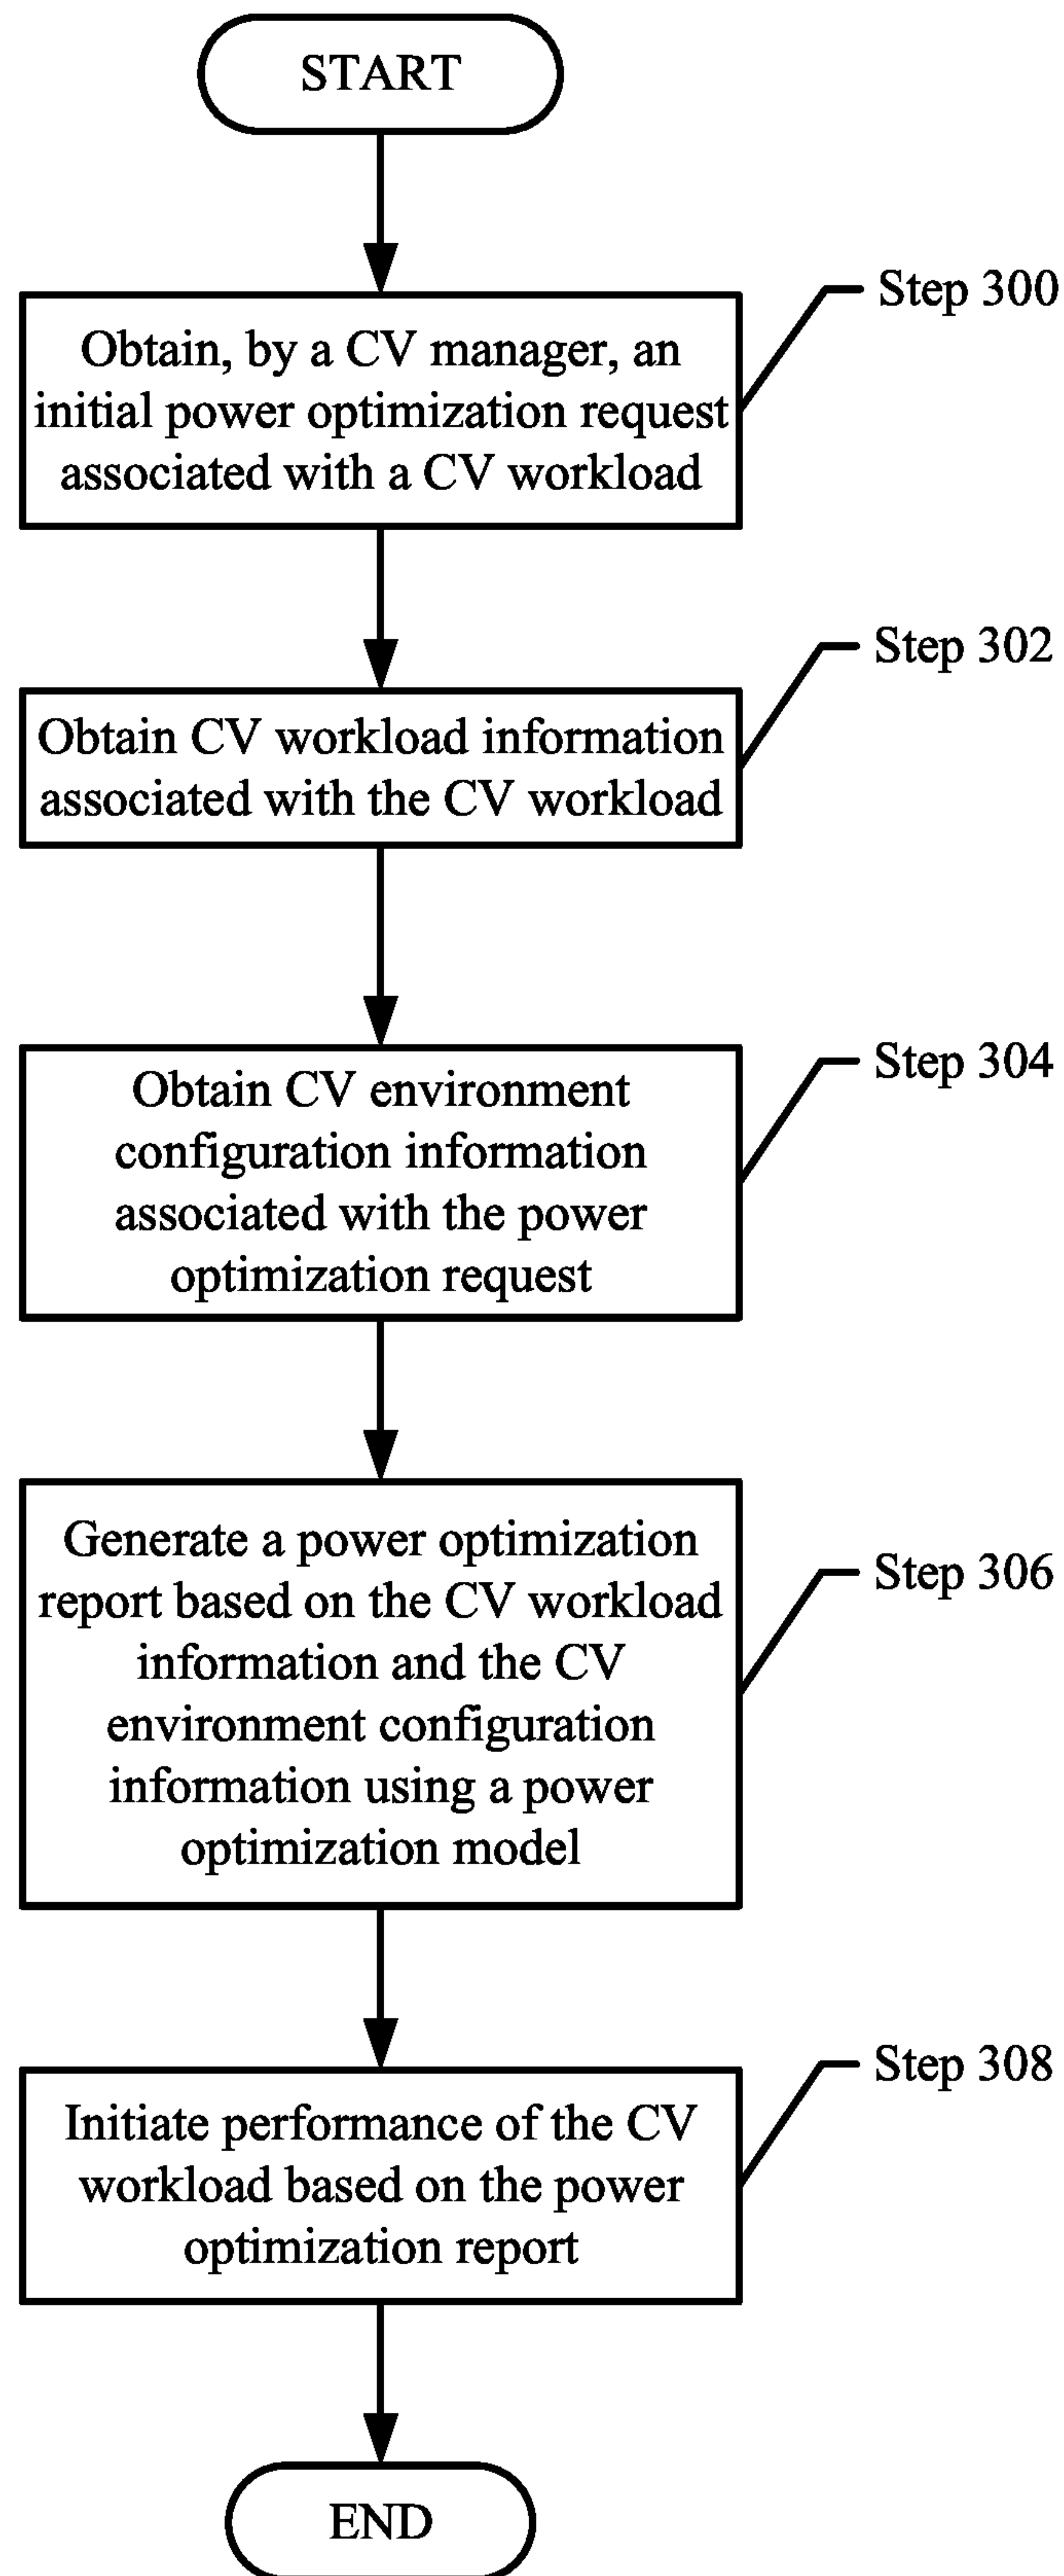 START
Step 300
Obtain, by a CV manager, an
initial power optimization request
associated with a CV workload
Step 302
Obtain CV workload information
associated with the CV workload
Step 304
Obtain CV environment
configuration information
associated with the power
optimization request
Step 306
Generate a power optimization
report based on the CV workload
information and the CV
environment configuration
information using a power
optimization model
Step 308
Initiate performance of the CV
workload based on the power
optimization report
END